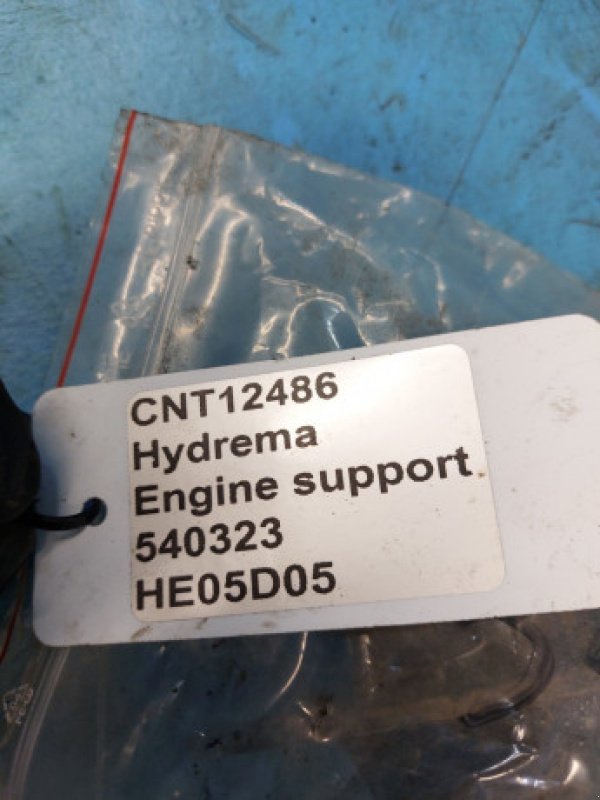 CNT12486
Hydrema
Engine support
540323
HE05D05